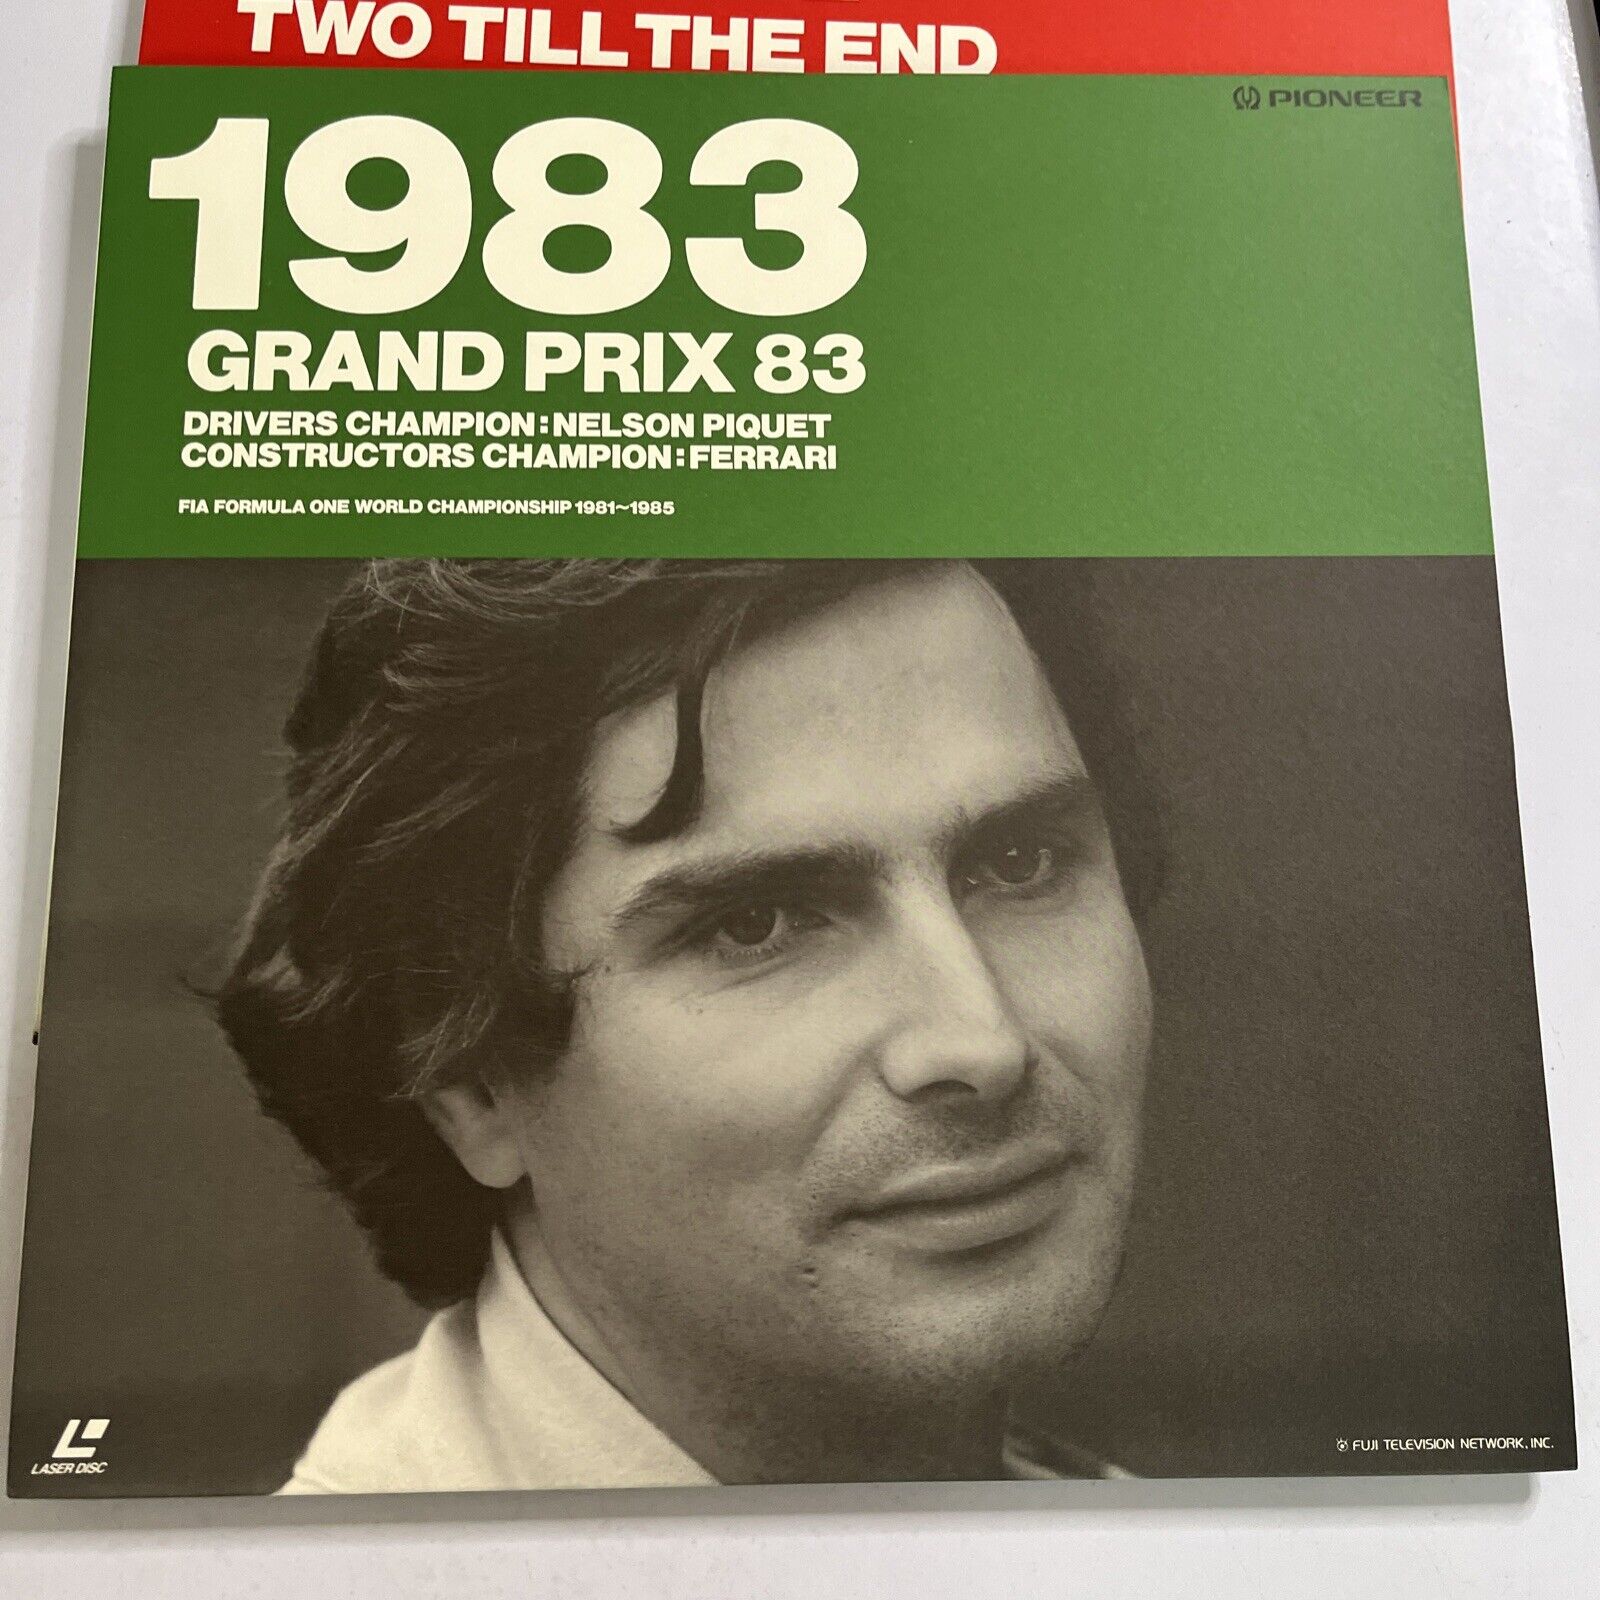 TWO TILL THE END
PIONEER
1983
GRAND PRIX 83
DRIVERS CHAMPION:NELSON PIQUET
CONSTRUCTORS CHAMPION:FERRARI
FIA FORMULA ONE WORLD CHAMPIONSHIP 1981~1985
LASER DISC
FUJI TELEVISION NETWORK, INC.